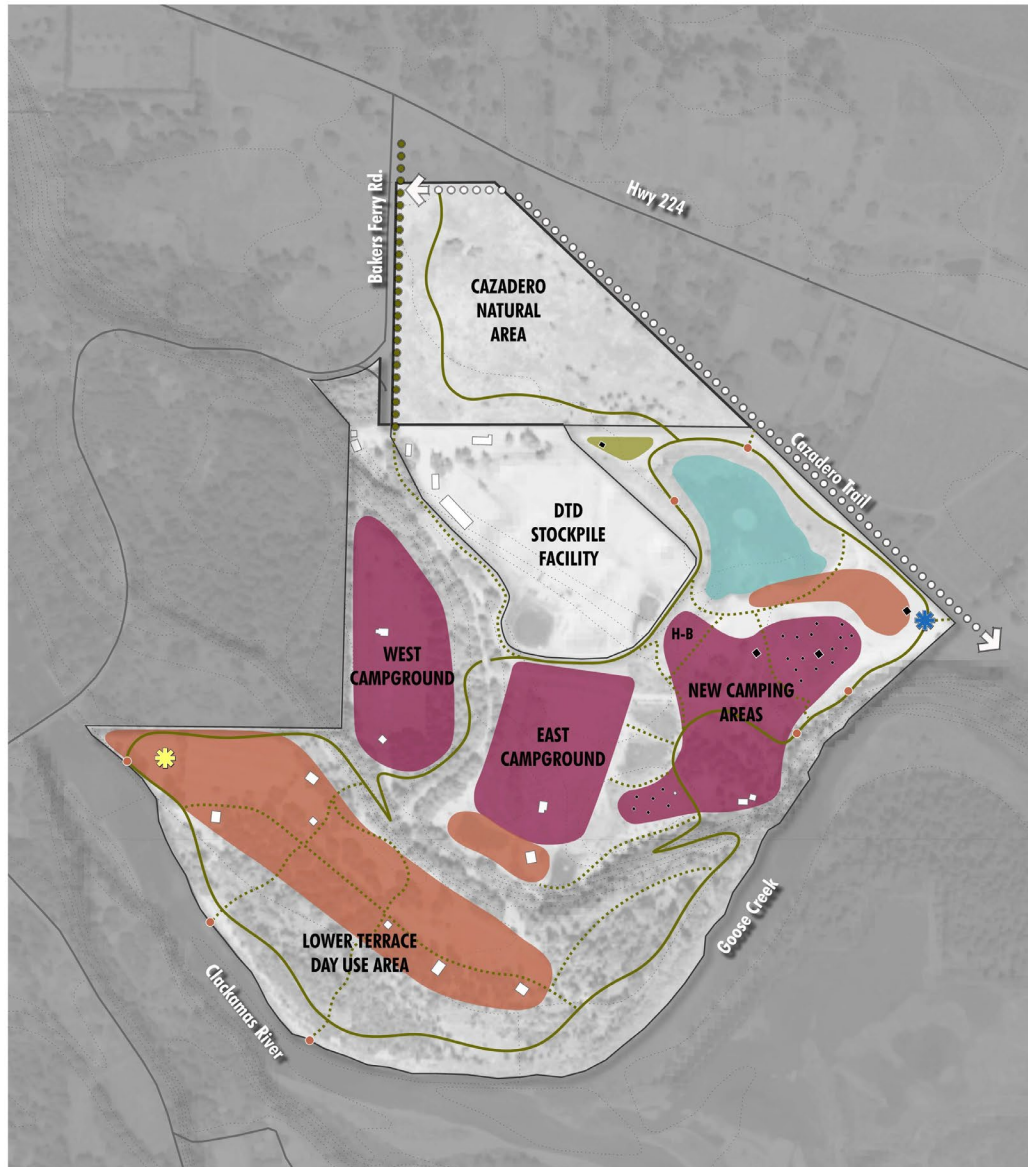 Hwy 224
Bakers Ferry Rd.
CAZADERO
NATURAL
AREA
Cazadero Trail
DTD
STOCKPILE
FACILITY
H-B
WEST
CAMPGROUND
NEW CAMPING
AREAS
EAST
CAMPGROUND
Goose Creek
LOWER TERRACE
DAY USE AREA
Clackamas River